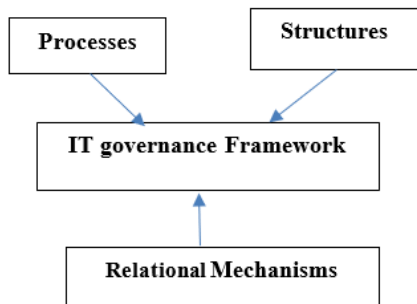 Processes
Structures
IT governance Framework
Relational Mechanisms